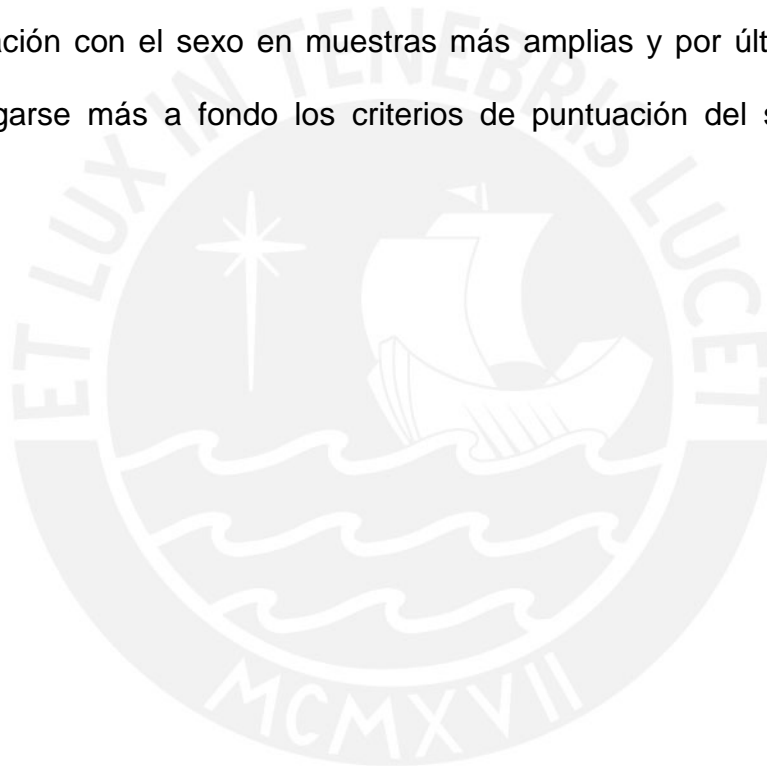 ación con el sexo en muestras más amplias y por últ
garse más a fondo los criterios de puntuación del s
ET LUX IN TENEBRIS LUCET
MCMXVII